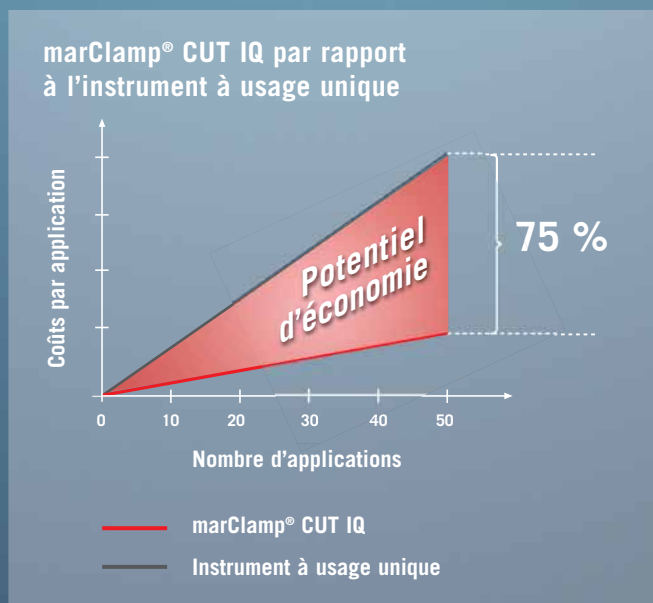 marClamp® CUT IQ par rapport
à l’instrument à usage unique
Coûts par application
Potentiel
d’économie
75 %
0 10 20 30 40 50
Nombre d’applications
marClamp® CUT IQ
Instrument à usage unique